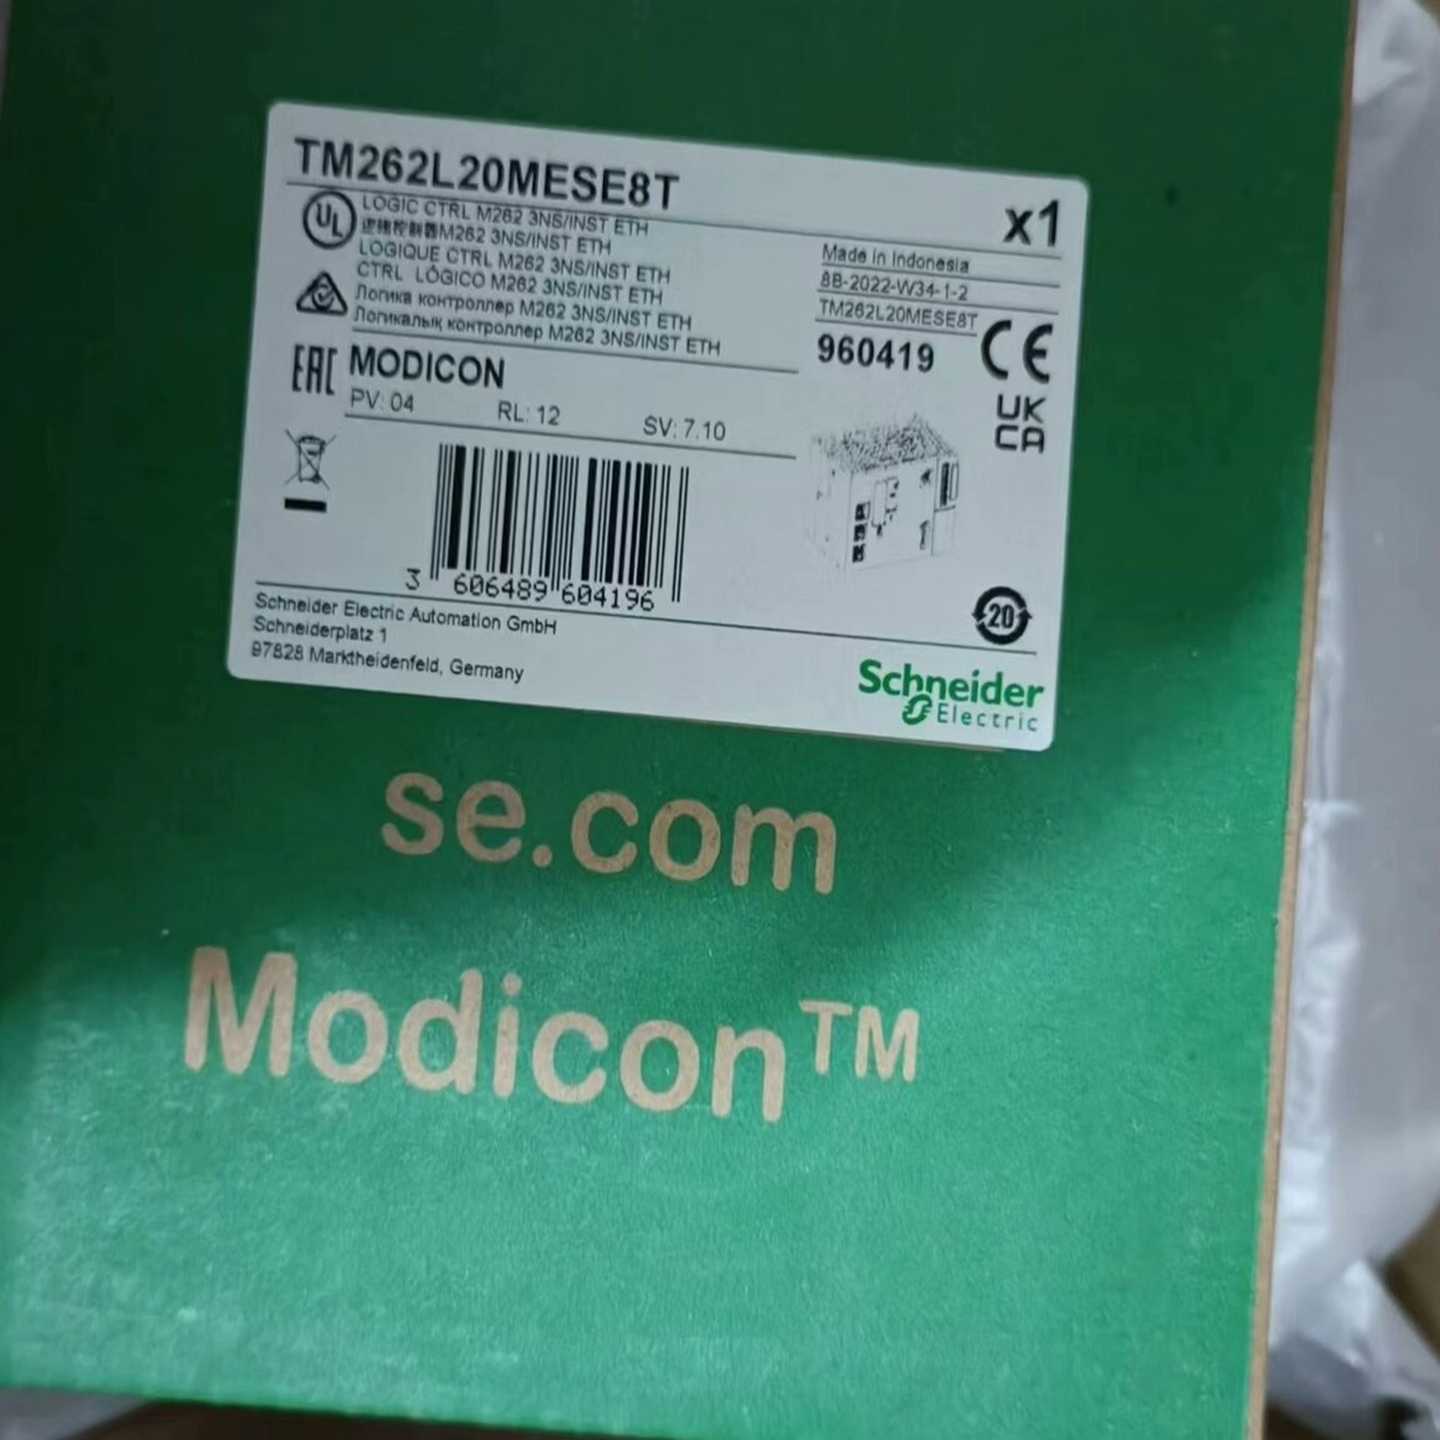 TM262L20MESE8T
x1
UL
LOGIC CTRL M262 3NS/INST ETH
逻辑控制器M262 3NS/INST ETH
LOGIQUE CTRL M262 3NS/INST ETH
CTRL LÓGICO M262 3NS/INST ETH
Логика контроллер M262 3NS/INST ETH
Логикалық контроллер M262 3NS/INST ETH
Made in Indonesia
8B-2022-W34-1-2
TM262L20MESE8T
960419
CE
UK
CA
EAC
MODICON
PV: 04 RL: 12 SV: 7.10
3 606489 604196
Schneider Electric Automation GmbH
Schneiderplatz 1
97828 Marktheidenfeld, Germany
20
Schneider
Electric
se.com
Modicon™